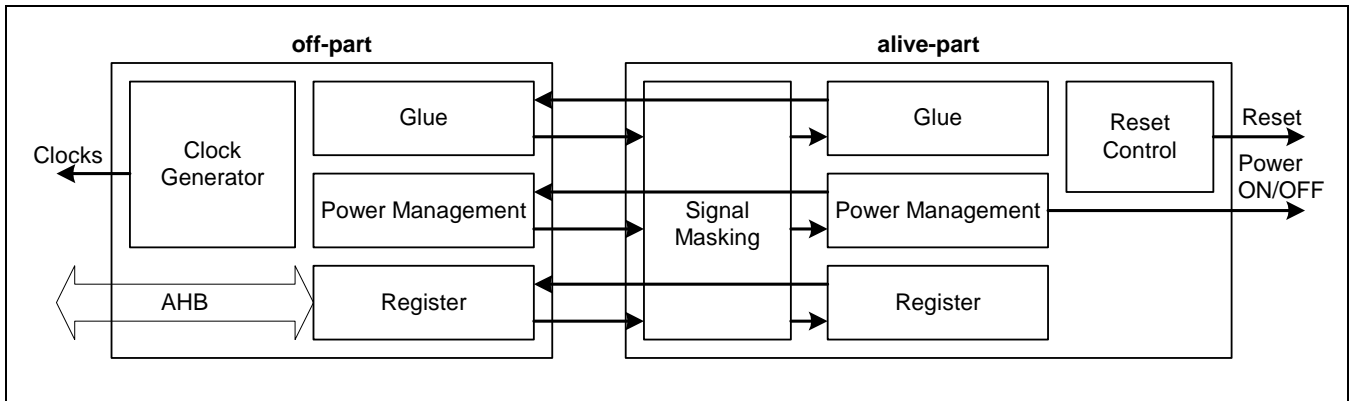 off-part
alive-part
Clocks
Clock
Generator
Glue
Power Management
AHB
Register
Signal
Masking
Glue
Power Management
Register
Reset
Control
Reset
Power
ON/OFF